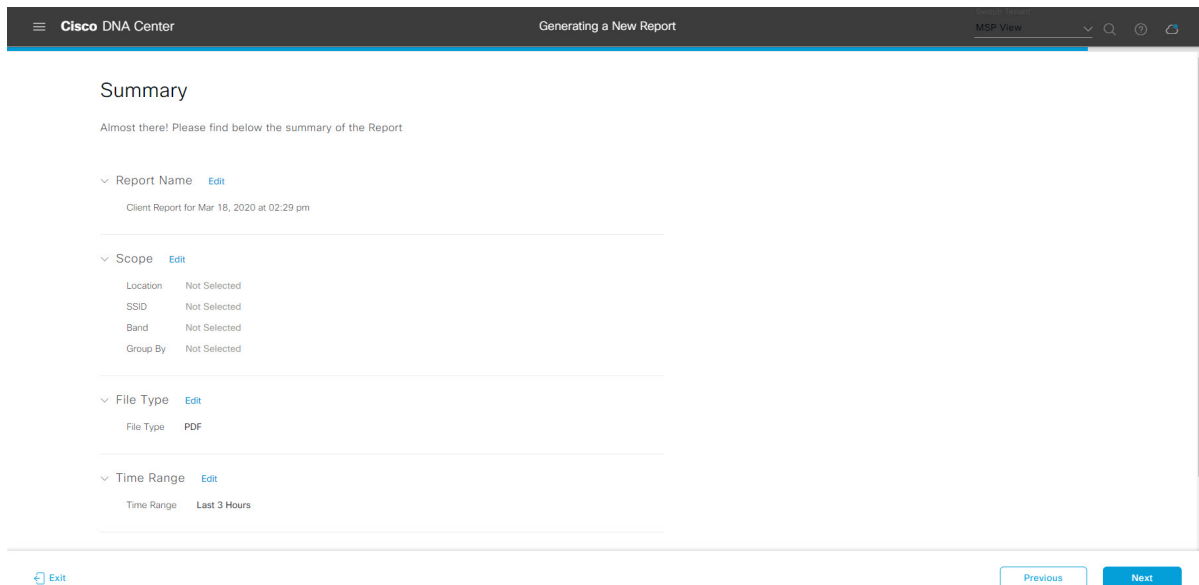 Cisco DNA Center
Generating a New Report
MSP View
Summary
Almost there! Please find below the summary of the Report
Report Name Edit
Client Report for Mar 18, 2020 at 02:29 pm
Scope Edit
Location Not Selected
SSID Not Selected
Band Not Selected
Group By Not Selected
File Type Edit
File Type PDF
Time Range Edit
Time Range Last 3 Hours
Exit
Previous
Next